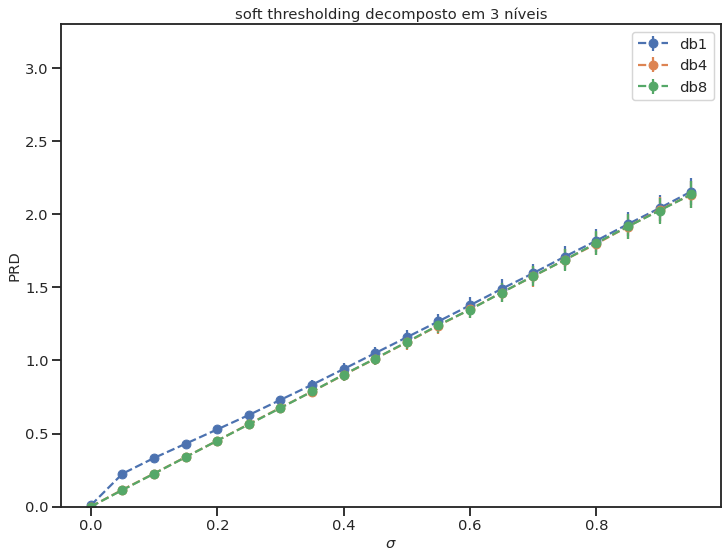 soft thresholding decomposto em 3 níveis
db1
db4
db8
3.0
2.5
2.0
1.5
1.0
0.5
0.0
PRD
0.0 0.2 0.4 0.6 0.8
σ